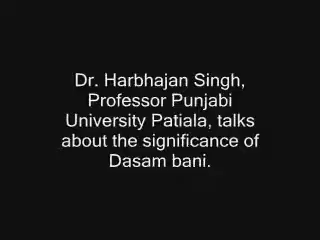 Dr. Harbhajan Singh,
Professor Punjabi
University Patiala, talks
about the significance of
Dasam bani.